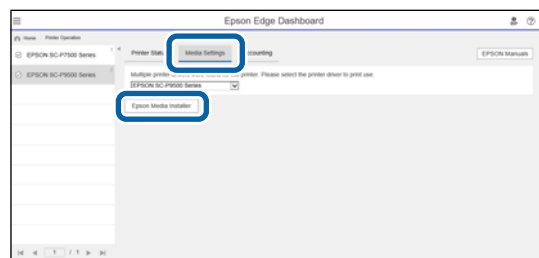 Epson Edge Dashboard
Home Printer Operation
EPSON SC-P7500 Series
EPSON SC-P9500 Series
Printer Stat
Media Settings
ccounting
EPSON Manuals
Multiple printer the printer. Please select the printer driver to print use.
EPSON SC-P9500 Series
Epson Media Installer
1 / 1